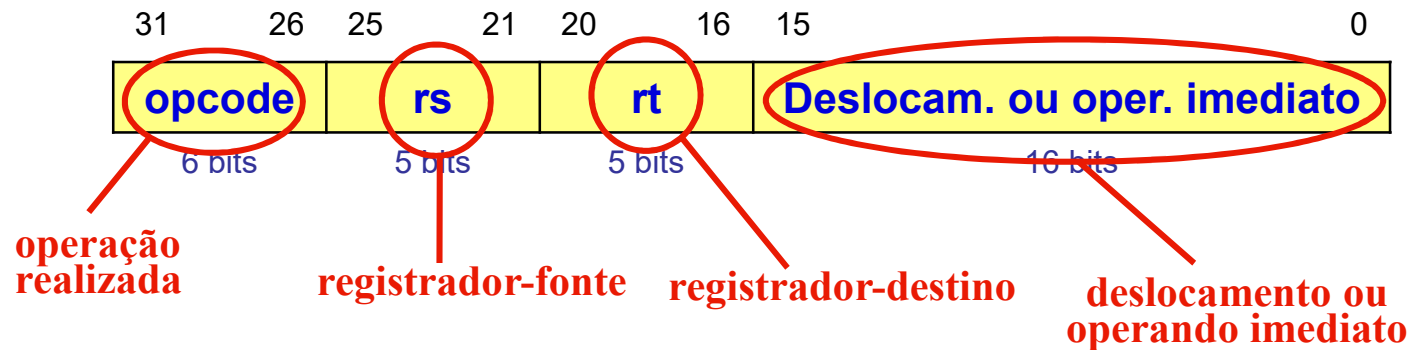 31 26 25 21 20 16 15 0
opcode rs rt Deslocam. ou oper. imediato
6 bits 5 bits 5 bits 16 bits
operação
realizada
registrador-fonte
registrador-destino
deslocamento ou
operando imediato